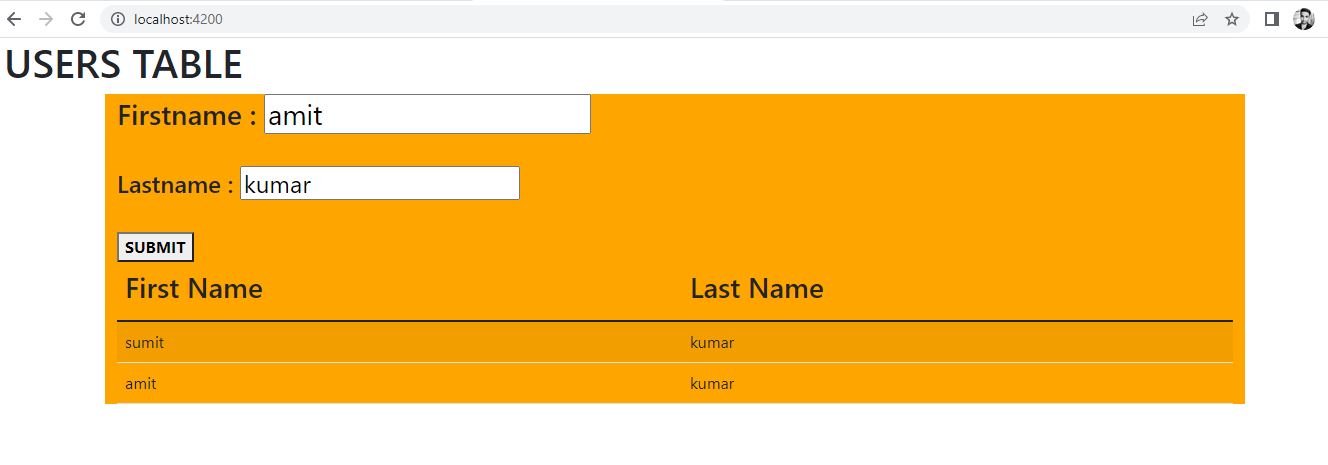 localhost:4200
USERS TABLE
Firstname : amit
Lastname : kumar
SUBMIT
First Name Last Name
sumit kumar
amit kumar